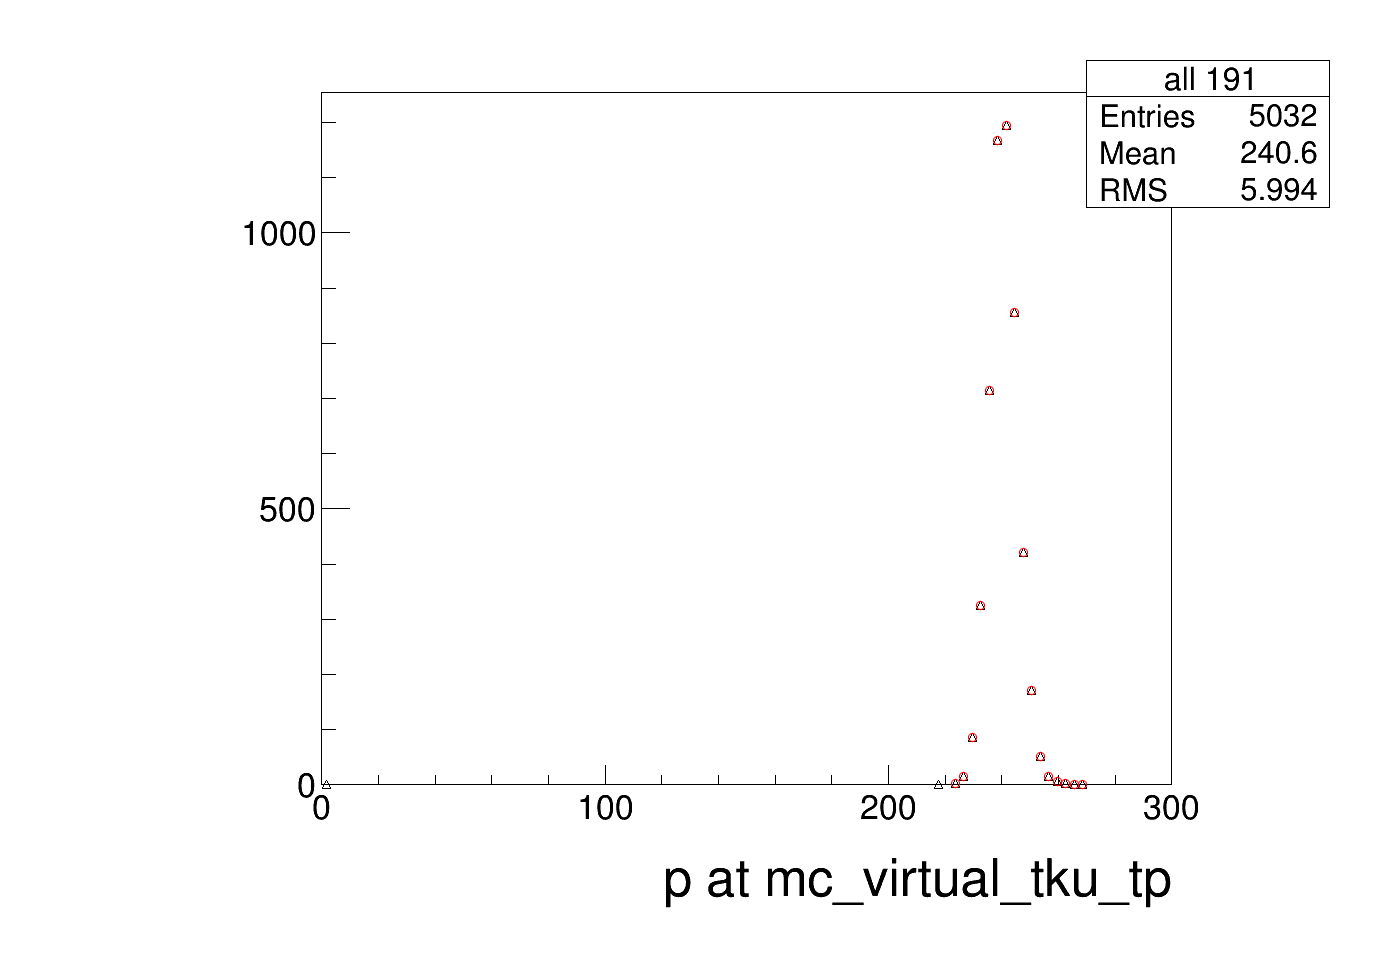 all 191
Entries 5032
Mean 240.6
RMS 5.994
1000
500
0
0 100 200 300
p at mc_virtual_tku_tp